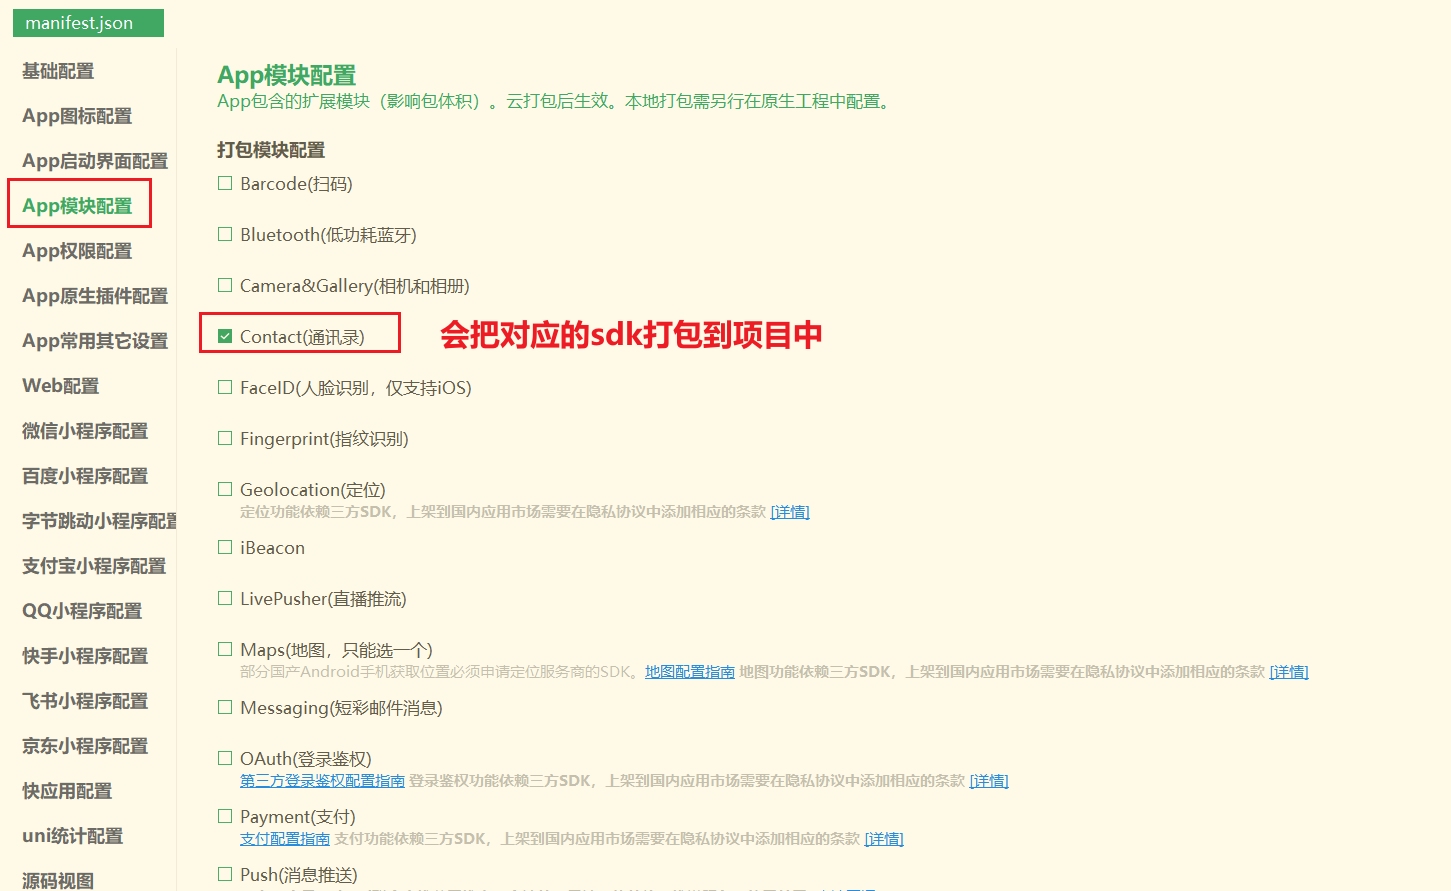 manifest.json
基础配置
App图标配置
App启动界面配置
App模块配置
App权限配置
App原生插件配置
App常用其它设置
Web配置
微信小程序配置
百度小程序配置
字节跳动小程序配置
支付宝小程序配置
QQ小程序配置
快手小程序配置
飞书小程序配置
京东小程序配置
快应用配置
uni统计配置
源码视图
App模块配置
App包含的扩展模块（影响包体积）。云打包后生效。本地打包需另行在原生工程中配置。
打包模块配置
Barcode(扫码)
Bluetooth(低功耗蓝牙)
Camera&Gallery(相机和相册)
Contact(通讯录)
会把对应的sdk打包到项目中
FaceID(人脸识别，仅支持iOS)
Fingerprint(指纹识别)
Geolocation(定位)
定位功能依赖三方SDK，上架到国内应用市场需要在隐私协议中添加相应的条款 [详情]
iBeacon
LivePusher(直播推流)
Maps(地图，只能选一个)
部分国产Android手机获取位置必须申请定位服务商的SDK。地图配置指南 地图功能依赖三方SDK，上架到国内应用市场需要在隐私协议中添加相应的条款 [详情]
Messaging(短彩邮件消息)
OAuth(登录鉴权)
第三方登录鉴权配置指南 登录鉴权功能依赖三方SDK，上架到国内应用市场需要在隐私协议中添加相应的条款 [详情]
Payment(支付)
支付配置指南 支付功能依赖三方SDK，上架到国内应用市场需要在隐私协议中添加相应的条款 [详情]
Push(消息推送)